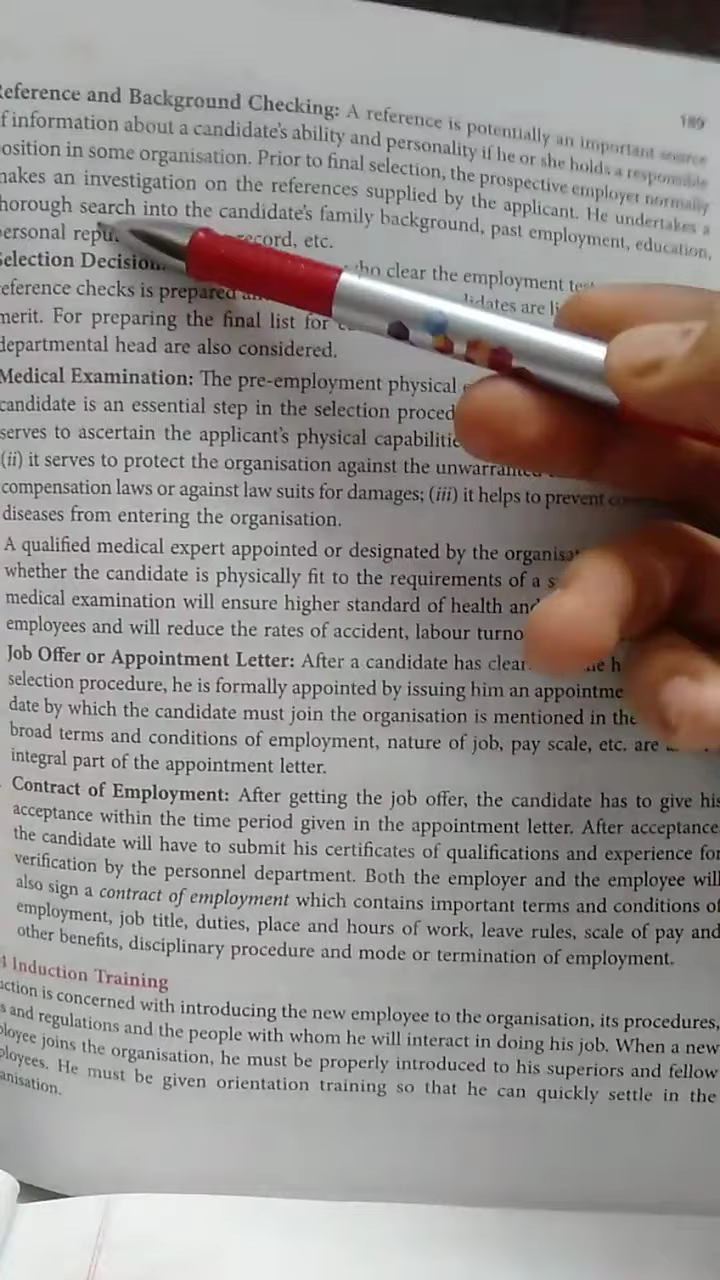 189
eference and Background Checking: A reference is potentially an important source
f information about a candidate's ability and personality if he or she holds a responsible
osition in some organisation. Prior to final selection, the prospective employer normally
nakes an investigation on the references supplied by the applicant. He undertakes a
horough search into the candidate's family background, past employment, education,
ersonal repu. record, etc.
election Decision. ho clear the employment tes
eference checks is prepared didates are li
nerit. For preparing the final list for
departmental head are also considered.
Medical Examination: The pre-employment physical
candidate is an essential step in the selection proced
serves to ascertain the applicant's physical capabilitie
(ii) it serves to protect the organisation against the unwarranted
compensation laws or against law suits for damages; (iii) it helps to prevent
diseases from entering the organisation.
A qualified medical expert appointed or designated by the organisa
whether the candidate is physically fit to the requirements of a s
medical examination will ensure higher standard of health and
employees and will reduce the rates of accident, labour turno
Job Offer or Appointment Letter: After a candidate has clear h
selection procedure, he is formally appointed by issuing him an appointme
date by which the candidate must join the organisation is mentioned in the
broad terms and conditions of employment, nature of job, pay scale, etc. are
integral part of the appointment letter.
Contract of Employment: After getting the job offer, the candidate has to give his
acceptance within the time period given in the appointment letter. After acceptance
the candidate will have to submit his certificates of qualifications and experience for
verification by the personnel department. Both the employer and the employee will
also sign a contract of employment which contains important terms and conditions of
employment, job title, duties, place and hours of work, leave rules, scale of pay and
other benefits, disciplinary procedure and mode or termination of employment.
4 Induction Training
uction is concerned with introducing the new employee to the organisation, its procedures,
s and regulations and the people with whom he will interact in doing his job. When a new
ployee joins the organisation, he must be properly introduced to his superiors and fellow
ployees. He must be given orientation training so that he can quickly settle in the
anisation.